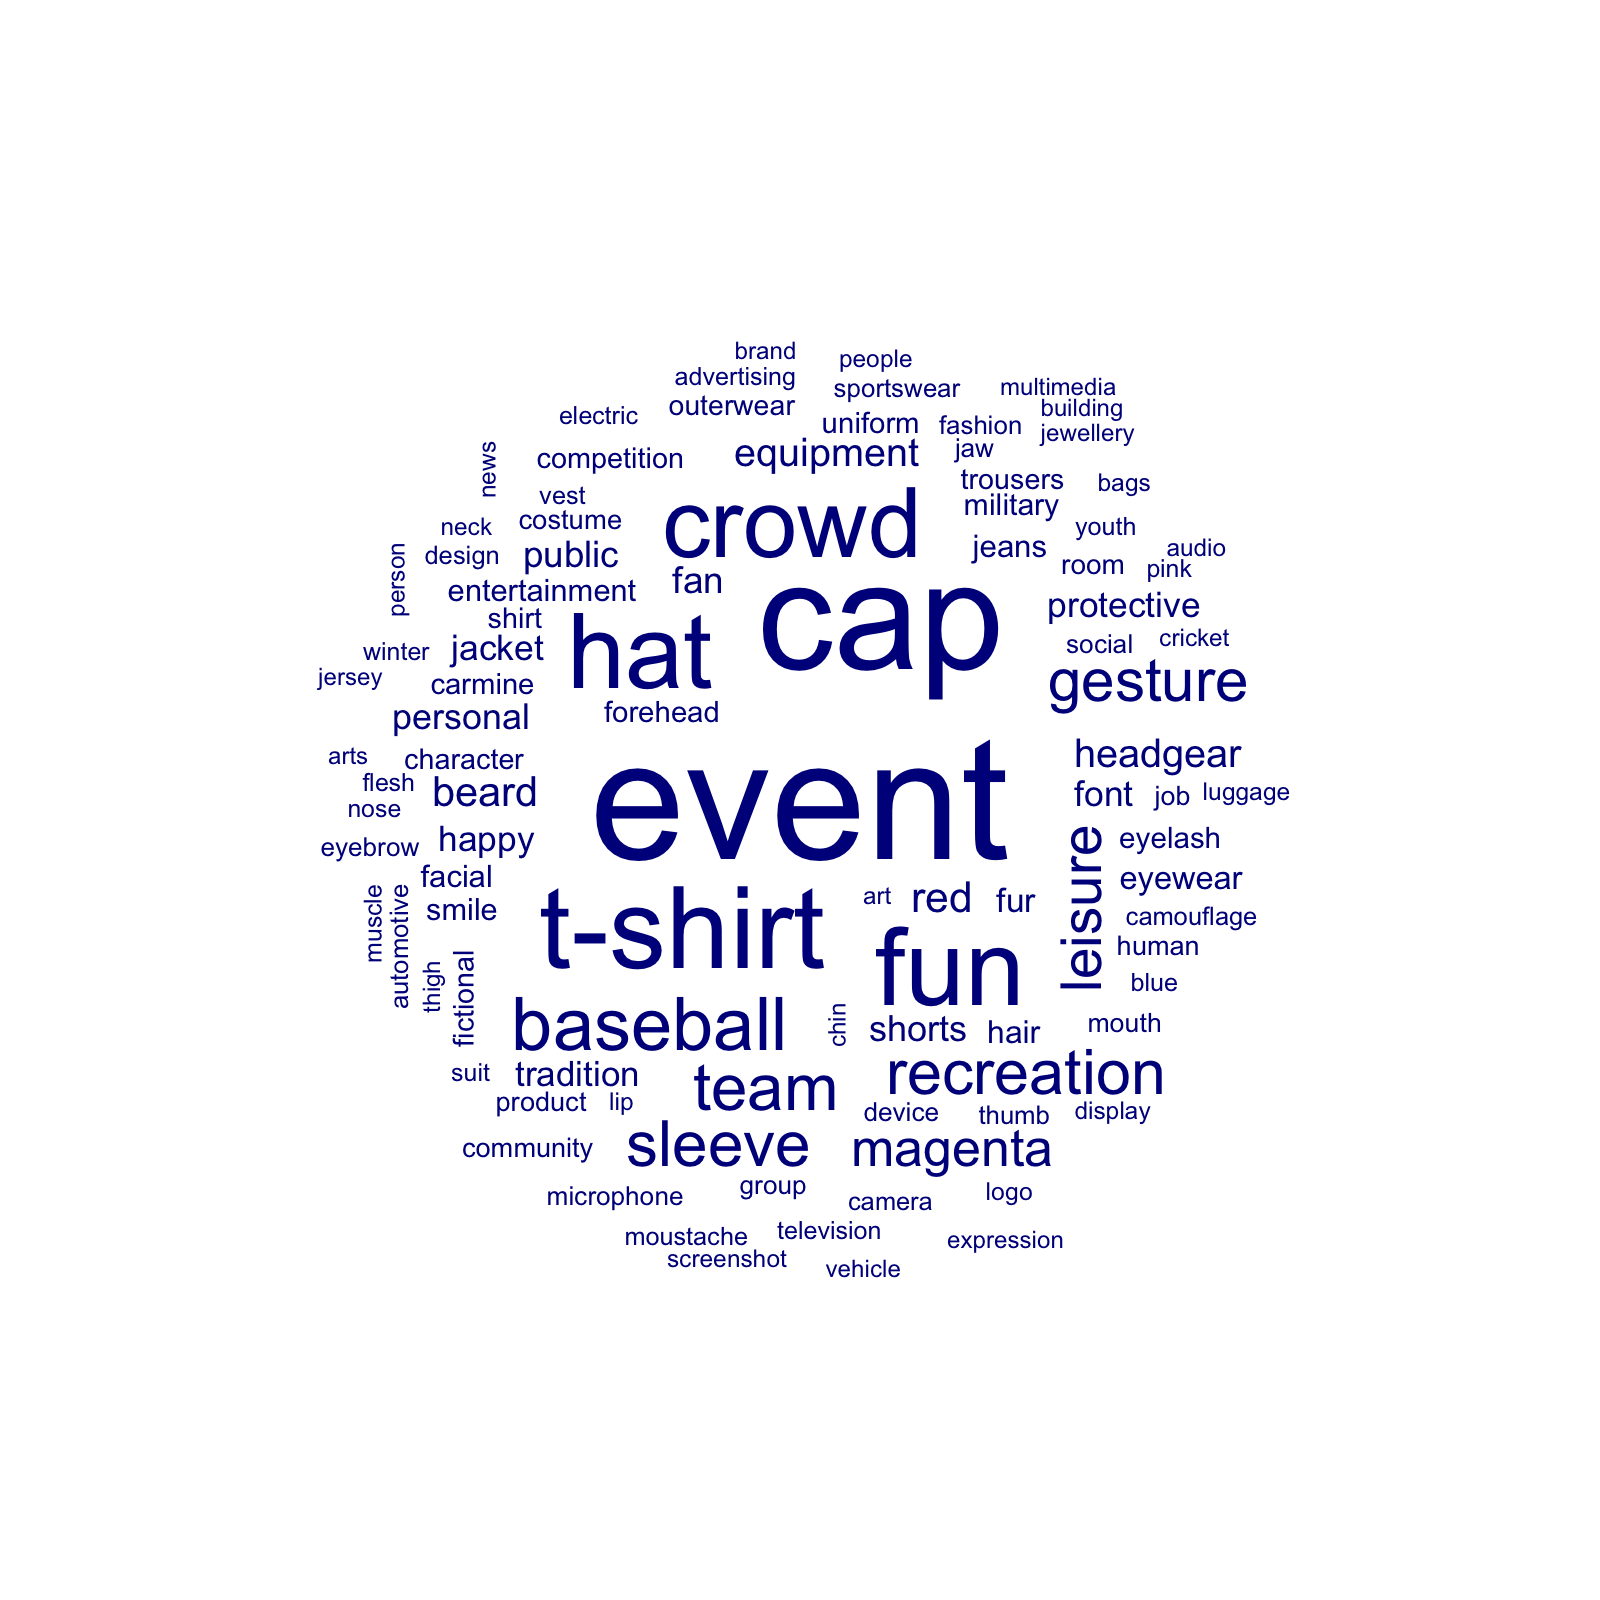 brand
people
advertising
sportswear
multimedia
outerwear
building
electric
uniform
fashion
jewellery
news
competition
equipment
jaw
trousers
bags
vest
crowd
military
neck
costume
youth
design
public
jeans
audio
person
entertainment
fan
cap
room
pink
shirt
hat
protective
winter
jacket
social
cricket
jersey
carmine
gesture
personal
forehead
arts
character
event
headgear
flesh
beard
font
job
luggage
nose
happy
eyelash
eyebrow
facial
leisure
eyewear
muscle
automotive
smile
t-shirt
art
red
fur
camouflage
thigh
fictional
fun
human
blue
baseball
chin
shorts
hair
mouth
suit
tradition
team
recreation
product
lip
device
thumb
display
community
sleeve
magenta
microphone
group
camera
logo
moustache
television
expression
screenshot
vehicle